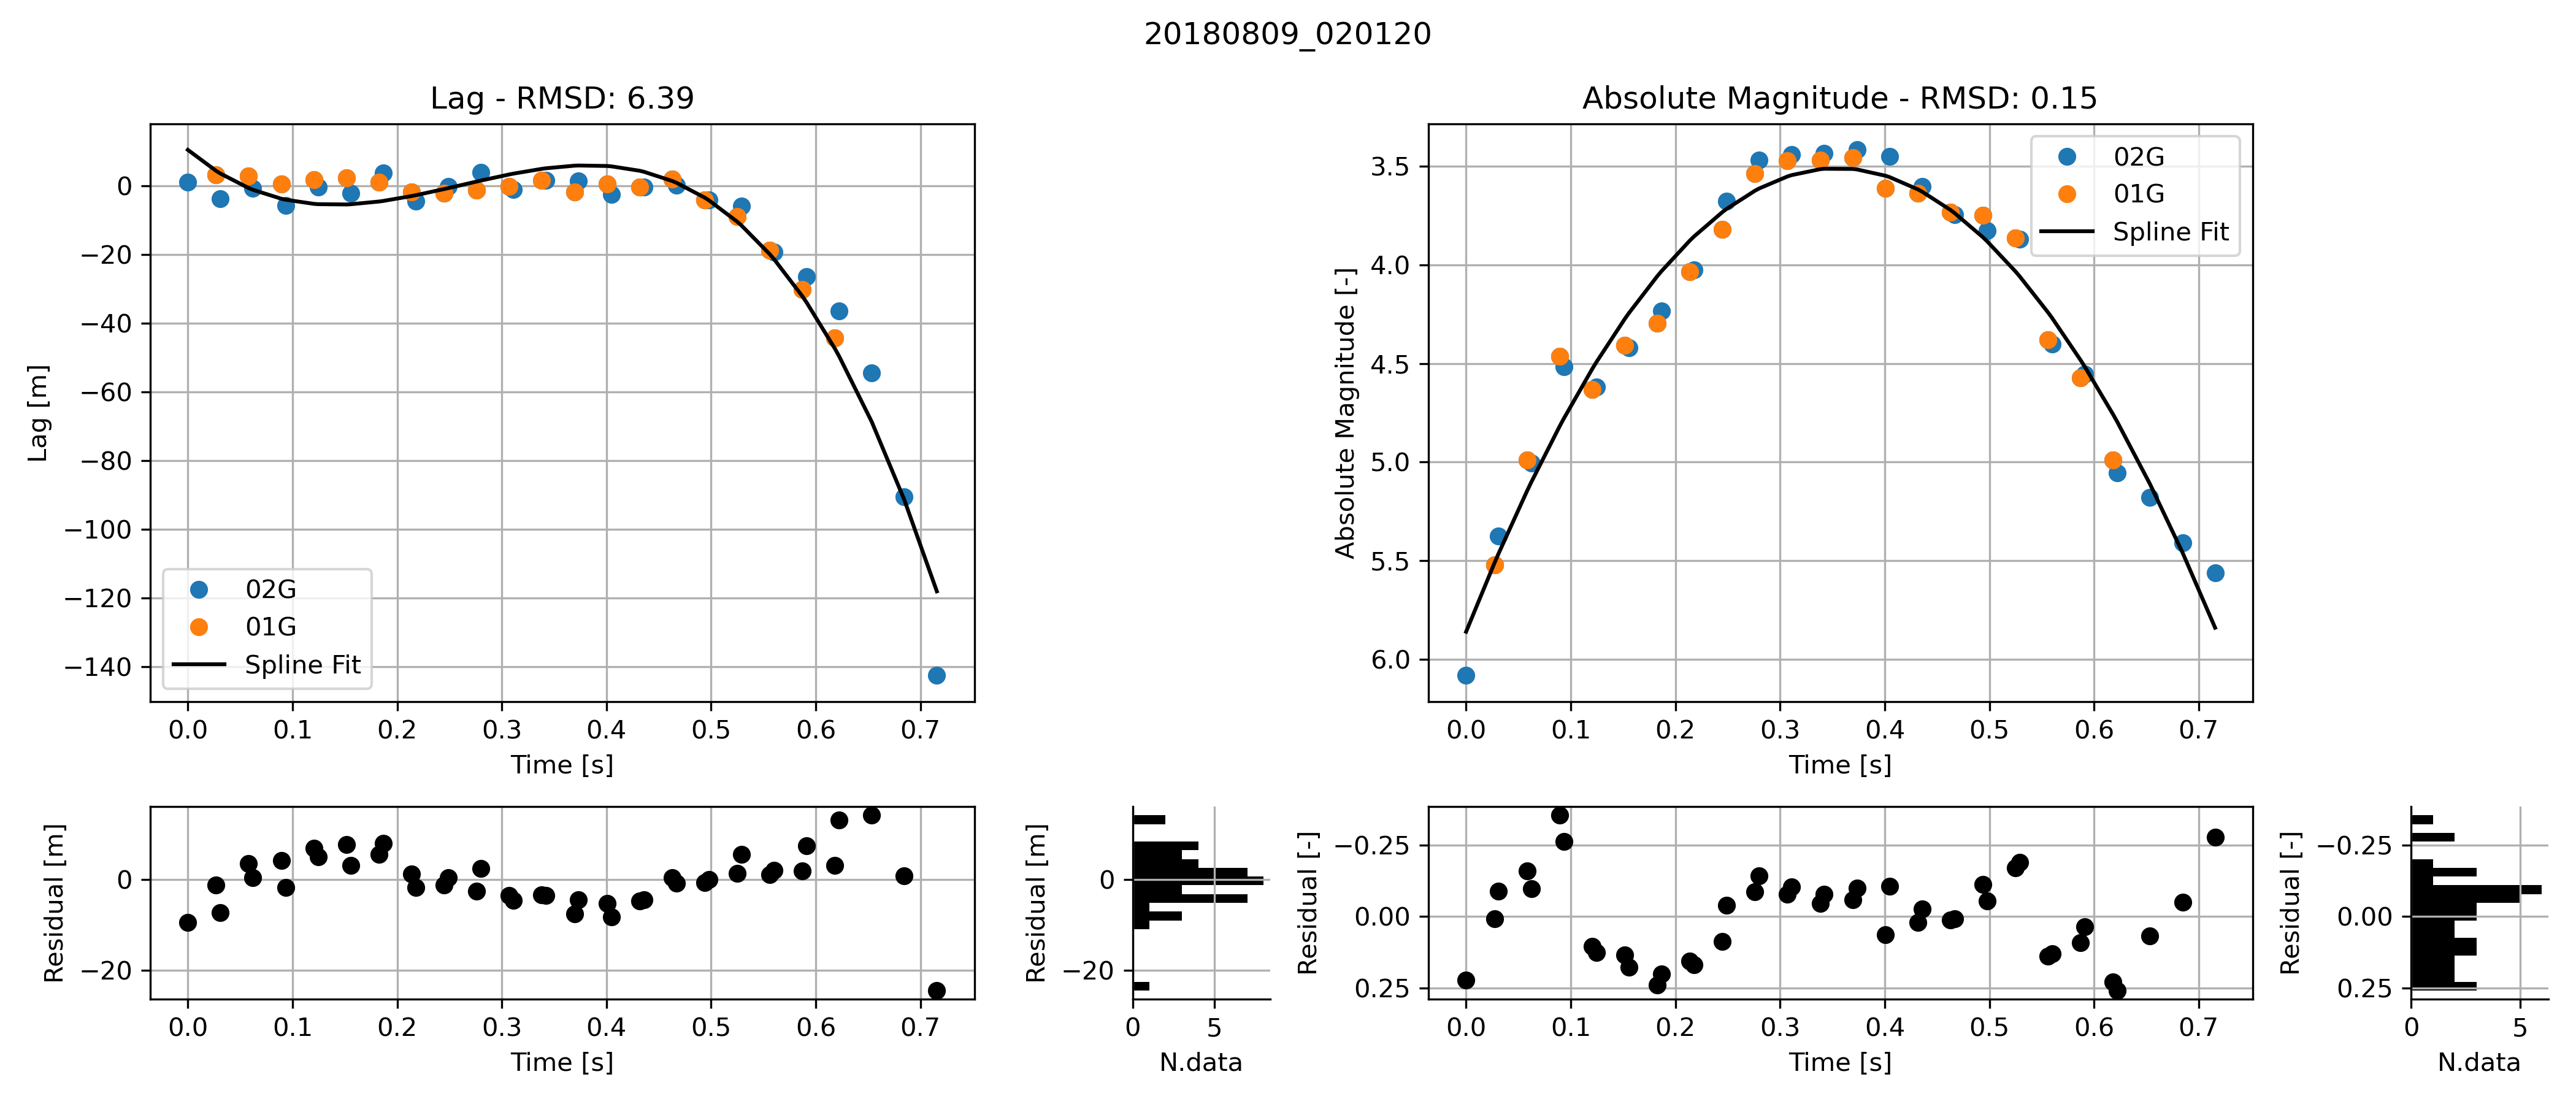 20180809_020120
Lag - RMSD: 6.39
Lag [m]
0
−20
−40
−60
−80
−100
−120
−140
02G
01G
Spline Fit
0.0 0.1 0.2 0.3 0.4 0.5 0.6 0.7
Time [s]
Absolute Magnitude - RMSD: 0.15
Absolute Magnitude [-]
3.5
4.0
4.5
5.0
5.5
6.0
02G
01G
Spline Fit
0.0 0.1 0.2 0.3 0.4 0.5 0.6 0.7
Time [s]
Residual [m]
0
−20
0.0 0.1 0.2 0.3 0.4 0.5 0.6 0.7
Time [s]
Residual [m]
0
−20
0 5
N.data
Residual [-]
−0.25
0.00
0.25
0.0 0.1 0.2 0.3 0.4 0.5 0.6 0.7
Time [s]
Residual [-]
−0.25
0.00
0.25
0 5
N.data